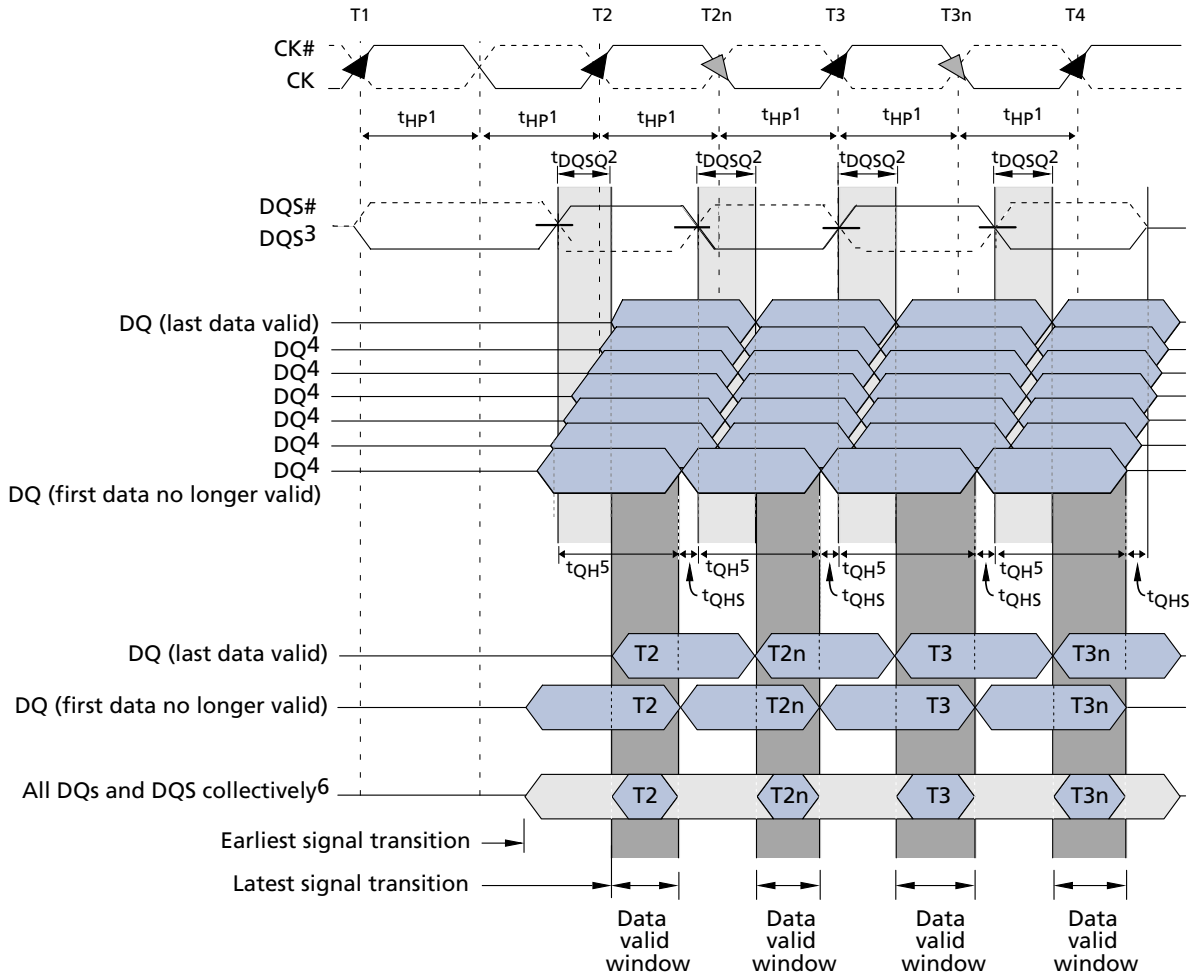 T1 T2 T2n T3 T3n T4
CK#
CK
tHP1 tHP1 tHP1 tHP1 tHP1 tHP1
tDQSQ2 tDQSQ2 tDQSQ2 tDQSQ2
DQS#
DQS3
DQ (last data valid)
DQ4
DQ4
DQ4
DQ4
DQ4
DQ4
DQ (first data no longer valid)
tQH5 tQH5 tQH5 tQH5
tQHS tQHS tQHS tQHS
DQ (last data valid) T2 T2n T3 T3n
DQ (first data no longer valid) T2 T2n T3 T3n
All DQs and DQS collectively6 T2 T2n T3 T3n
Earliest signal transition
Latest signal transition
Data Data Data Data
valid valid valid valid
window window window window